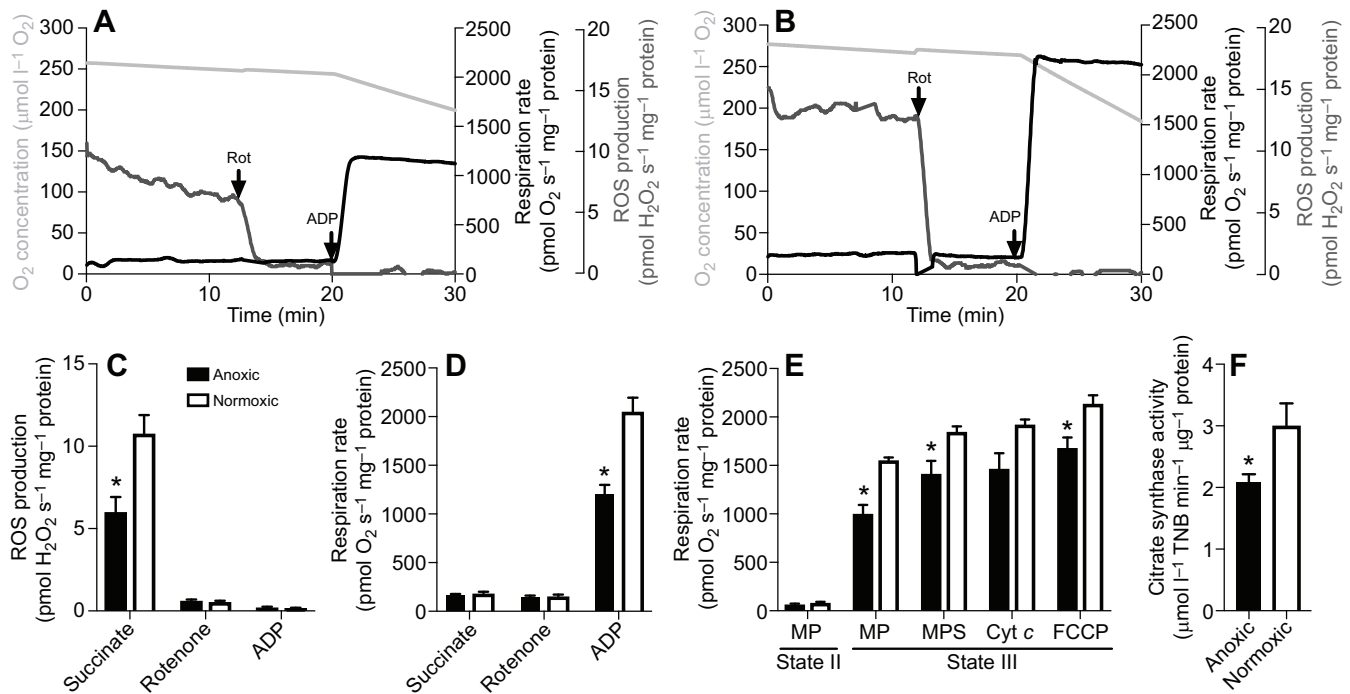 A
O₂ concentration (µmol l⁻¹ O₂)
300
250
200
150
100
50
0
0
10
20
30
Time (min)
Rot
ADP
2500
2000
1500
1000
500
0
Respiration rate
(pmol O₂ s⁻¹ mg⁻¹ protein)
20
15
10
5
0
ROS production
(pmol H₂O₂ s⁻¹ mg⁻¹ protein)
B
O₂ concentration (µmol l⁻¹ O₂)
300
250
200
150
100
50
0
0
10
20
30
Time (min)
Rot
ADP
2500
2000
1500
1000
500
0
Respiration rate
(pmol O₂ s⁻¹ mg⁻¹ protein)
20
15
10
5
0
ROS production
(pmol H₂O₂ s⁻¹ mg⁻¹ protein)
C
ROS production
(pmol H₂O₂ s⁻¹ mg⁻¹ protein)
15
10
5
0
Anoxic
Normoxic
*
Succinate
Rotenone
ADP
D
Respiration rate
(pmol O₂ s⁻¹ mg⁻¹ protein)
2500
2000
1500
1000
500
0
*
Succinate
Rotenone
ADP
E
Respiration rate
(pmol O₂ s⁻¹ mg⁻¹ protein)
2500
2000
1500
1000
500
0
* * *
MP MP MPS Cyt c FCCP
State II State III
F
Citrate synthase activity
(µmol l⁻¹ TNB min⁻¹ µg⁻¹ protein)
4
3
2
1
0
*
Anoxic
Normoxic